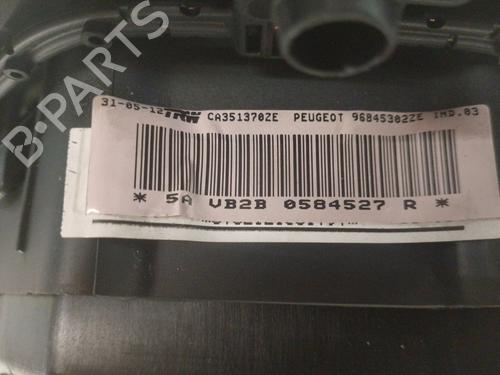 B-PARTS
31-05-12 TRW CA351370ZE PEUGEOT 96845302ZE IND.03
* 5A VB2B 0584527 R *